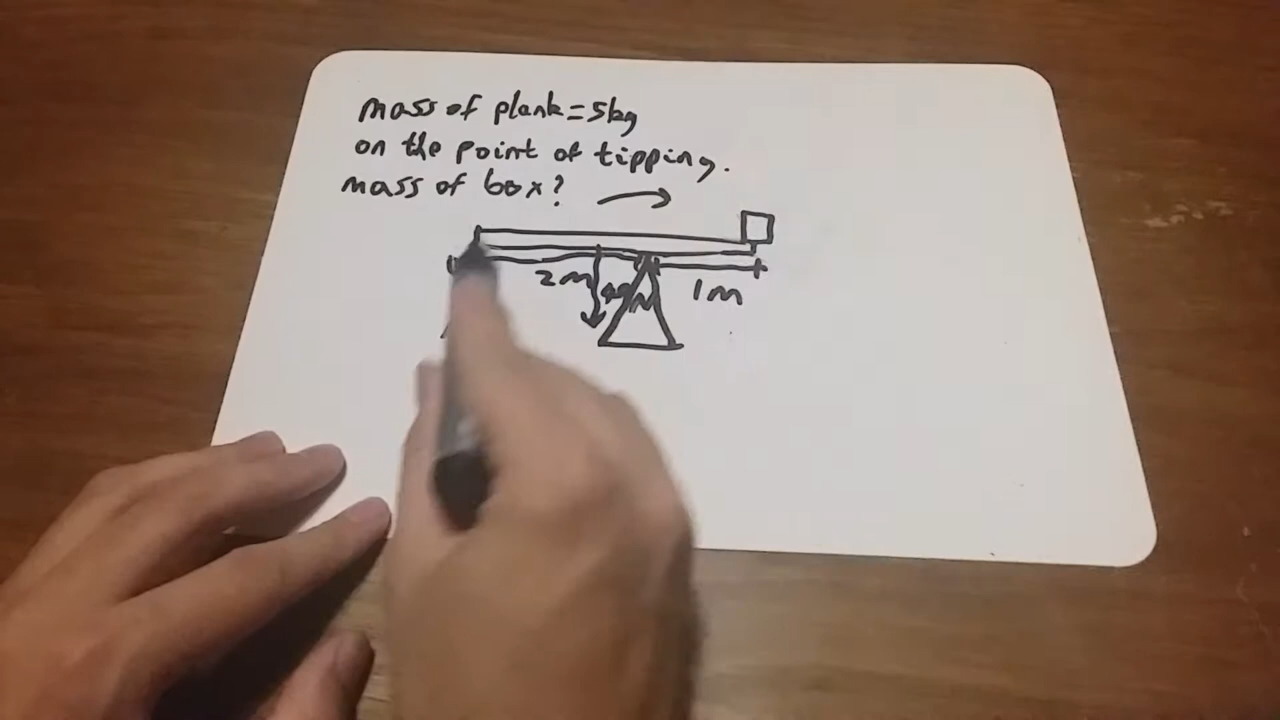 mass of plank=5kg
on the point of tipping.
mass of box?
2m
1m